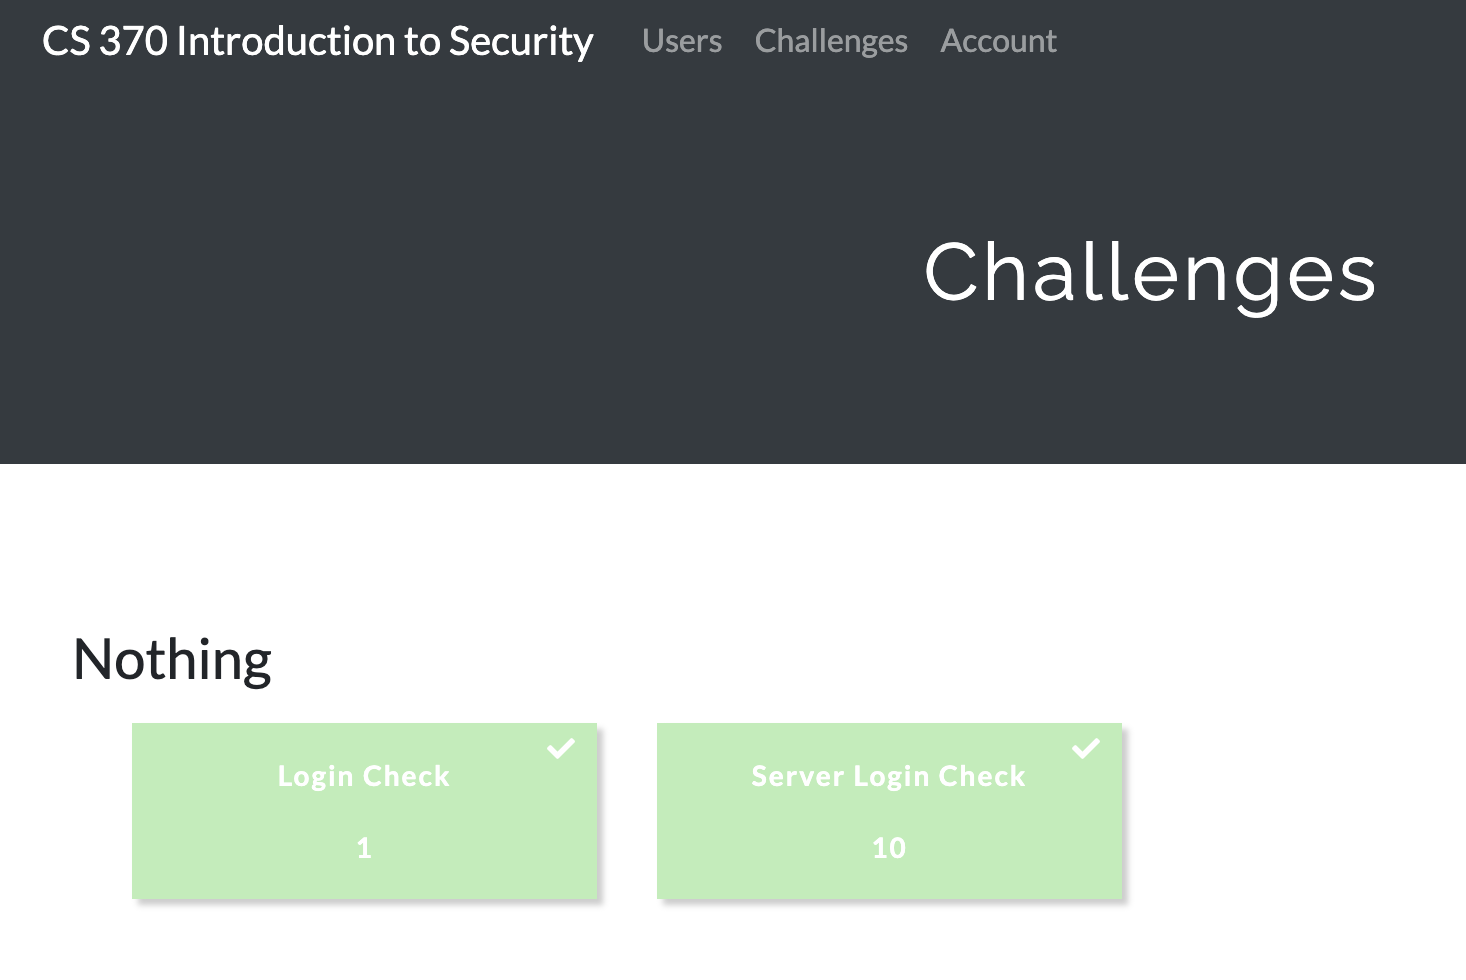 CS 370 Introduction to Security Users Challenges Account
Challenges
Nothing
Login Check
1
Server Login Check
10